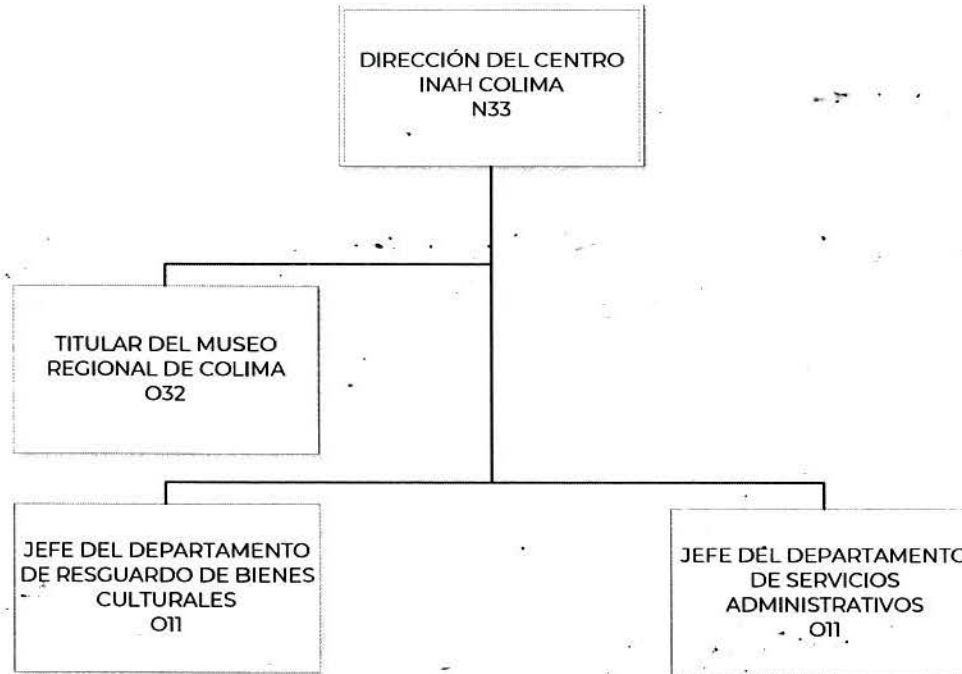 DIRECCIÓN DEL CENTRO
INAH COLIMA
N33
TITULAR DEL MUSEO
REGIONAL DE COLIMA
O32
JEFE DEL DEPARTAMENTO
DE RESGUARDO DE BIENES
CULTURALES
O11
JEFE DEL DEPARTAMENTO
DE SERVICIOS
ADMINISTRATIVOS
O11